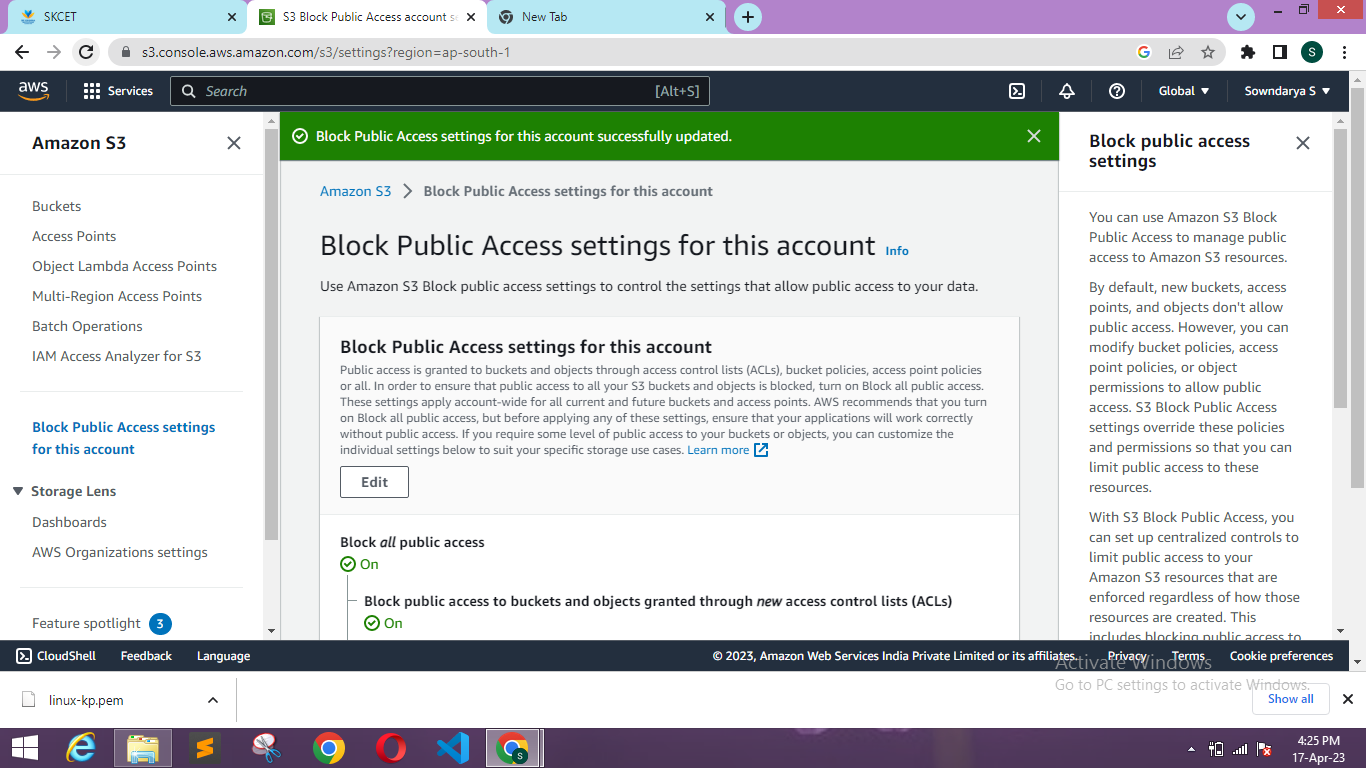 SKCET
S3 Block Public Access account se
New Tab
s3.console.aws.amazon.com/s3/settings?region=ap-south-1
S
aws
Services
Search
[Alt+S]
Global
Sowndarya S
Amazon S3
Buckets
Access Points
Object Lambda Access Points
Multi-Region Access Points
Batch Operations
IAM Access Analyzer for S3
Block Public Access settings
for this account
Storage Lens
Dashboards
AWS Organizations settings
Feature spotlight 3
Block Public Access settings for this account successfully updated.
Amazon S3 > Block Public Access settings for this account
Block Public Access settings for this account Info
Use Amazon S3 Block public access settings to control the settings that allow public access to your data.
Block Public Access settings for this account
Public access is granted to buckets and objects through access control lists (ACLs), bucket policies, access point policies
or all. In order to ensure that public access to all your S3 buckets and objects is blocked, turn on Block all public access.
These settings apply account-wide for all current and future buckets and access points. AWS recommends that you turn
on Block all public access, but before applying any of these settings, ensure that your applications will work correctly
without public access. If you require some level of public access to your buckets or objects, you can customize the
individual settings below to suit your specific storage use cases. Learn more
Edit
Block all public access
On
Block public access to buckets and objects granted through new access control lists (ACLs)
On
Block public access
settings
You can use Amazon S3 Block
Public Access to manage public
access to Amazon S3 resources.
By default, new buckets, access
points, and objects don't allow
public access. However, you can
modify bucket policies, access
point policies, or object
permissions to allow public
access. S3 Block Public Access
settings override these policies
and permissions so that you can
limit public access to these
resources.
With S3 Block Public Access, you
can set up centralized controls to
limit public access to your
Amazon S3 resources that are
enforced regardless of how those
resources are created. This
includes blocking public access to
CloudShell
Feedback
Language
© 2023, Amazon Web Services India Private Limited or its affiliates.
Privacy
Terms
Cookie preferences
Activate Windows
Go to PC settings to activate Windows.
linux-kp.pem
Show all
S
4:25 PM
17-Apr-23